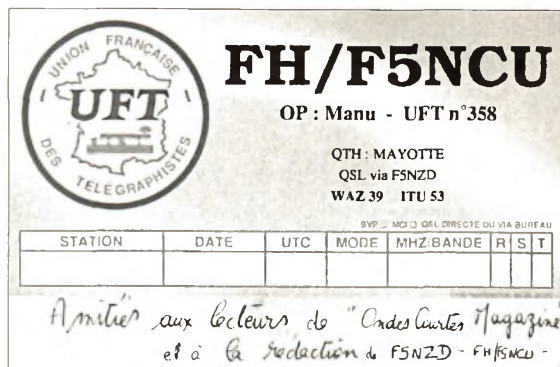 UNION FRANÇAISE
UFT
DES TÉLÉGRAPHISTES
FH/F5NCU
OP : Manu - UFT n°358
QTH : MAYOTTE
QSL via F5NZD
WAZ 39 ITU 53
SVP MCI QSL DIRECTE OU VIA BUREAU
STATION DATE UTC MODE MHZ/BANDE R S T
Amitiés aux lecteurs de "Ondes Courtes Magazine
et à la rédaction de F5NZD - FH/F5NCU -